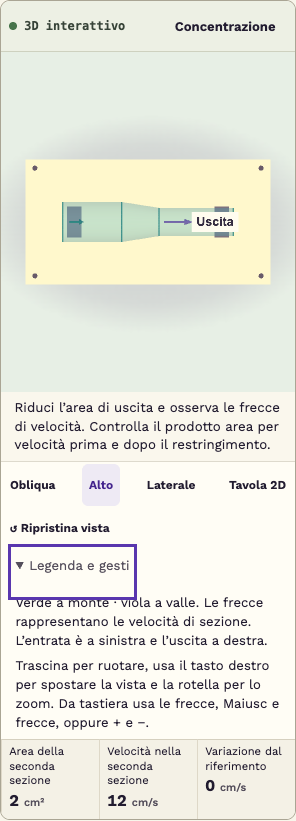 3D interattivo
Concentrazione
Uscita
Riduci l’area di uscita e osserva le frecce
di velocità. Controlla il prodotto area per
velocità prima e dopo il restringimento.
Obliqua
Alto
Laterale
Tavola 2D
↺ Ripristina vista
▼ Legenda e gesti
Verde a monte · viola a valle. Le frecce
rappresentano le velocità di sezione.
L’entrata è a sinistra e l’uscita a destra.
Trascina per ruotare, usa il tasto destro
per spostare la vista e la rotella per lo
zoom. Da tastiera usa le frecce, Maiusc e
frecce, oppure + e −.
Area della
seconda
sezione
2 cm²
Velocità nella
seconda
sezione
12 cm/s
Variazione dal
riferimento
0 cm/s